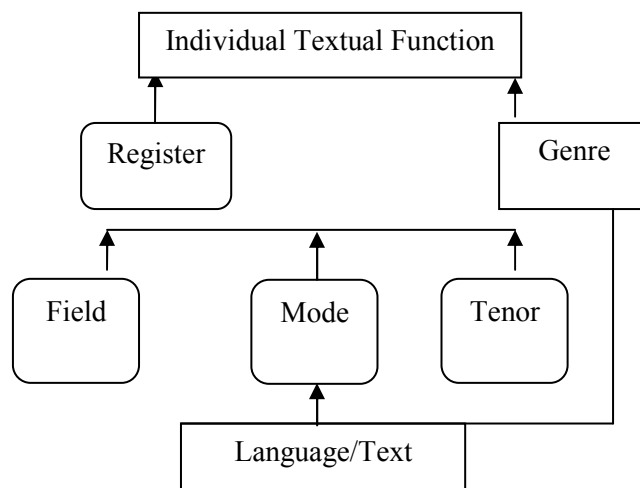 Individual Textual Function
Register
Genre
Field
Mode
Tenor
Language/Text